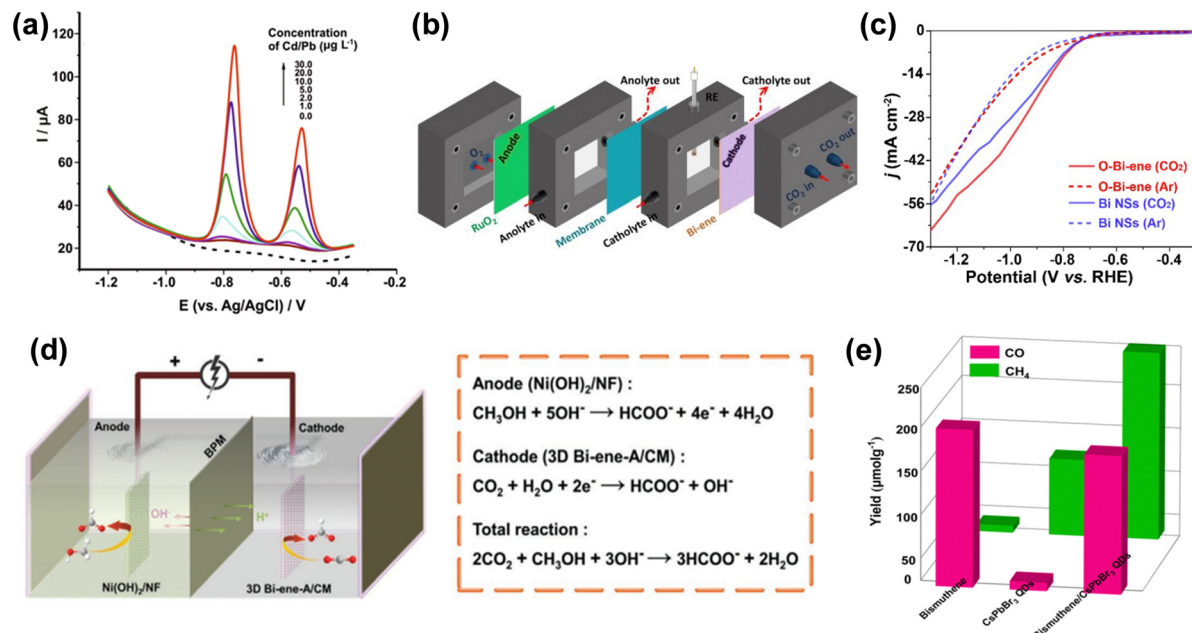 (a)
120
100
80
60
40
20
I / µA
Concentration
of Cd/Pb (µg L⁻¹)
30.0
20.0
10.0
5.0
2.0
1.0
0.0
-1.2
-1.0
-0.8
-0.6
-0.4
-0.2
E (vs. Ag/AgCl) / V
(b)
Anolyte out
Catholyte out
RE
O₂
Anode
Cathode
CO₂ out
CO₂ in
RuO₂
Anolyte in
Membrane
Catholyte in
Bi-ene
(c)
0
-14
-28
-42
-56
-70
j (mA cm⁻²)
O-Bi-ene (CO₂)
O-Bi-ene (Ar)
Bi NSs (CO₂)
Bi NSs (Ar)
-1.2
-1.0
-0.8
-0.6
-0.4
Potential (V vs. RHE)
(d)
+
-
Anode
BPM
Cathode
OH⁻
H⁺
Ni(OH)₂/NF
3D Bi-ene-A/CM
Anode (Ni(OH)₂/NF) :
CH₃OH + 5OH⁻ → HCOO⁻ + 4e⁻ + 4H₂O
Cathode (3D Bi-ene-A/CM) :
CO₂ + H₂O + 2e⁻ → HCOO⁻ + OH⁻
Total reaction :
2CO₂ + CH₃OH + 3OH⁻ → 3HCOO⁻ + 2H₂O
(e)
CO
CH₄
250
200
150
100
50
0
Yield (µmolg⁻¹)
Bismuthene
CsPbBr₃ QDs
Bismuthene/CsPbBr₃ QDs